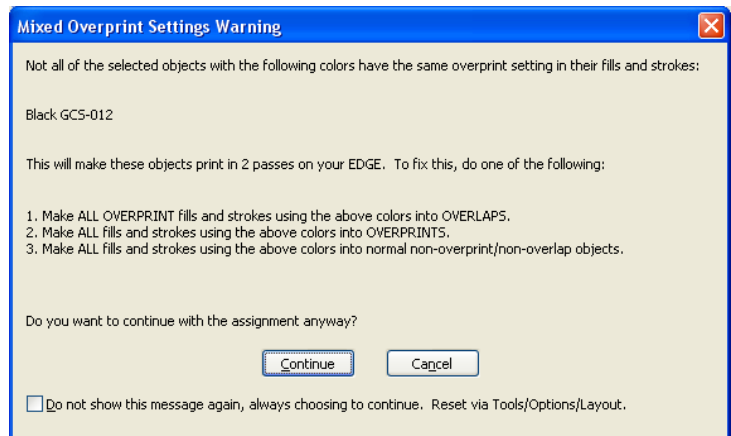 Mixed Overprint Settings Warning
Not all of the selected objects with the following colors have the same overprint setting in their fills and strokes:
Black GCS-012
This will make these objects print in 2 passes on your EDGE.  To fix this, do one of the following:
1. Make ALL OVERPRINT fills and strokes using the above colors into OVERLAPS.
2. Make ALL fills and strokes using the above colors into OVERPRINTS.
3. Make ALL fills and strokes using the above colors into normal non-overprint/non-overlap objects.
Do you want to continue with the assignment anyway?
Continue Cancel
Do not show this message again, always choosing to continue.  Reset via Tools/Options/Layout.